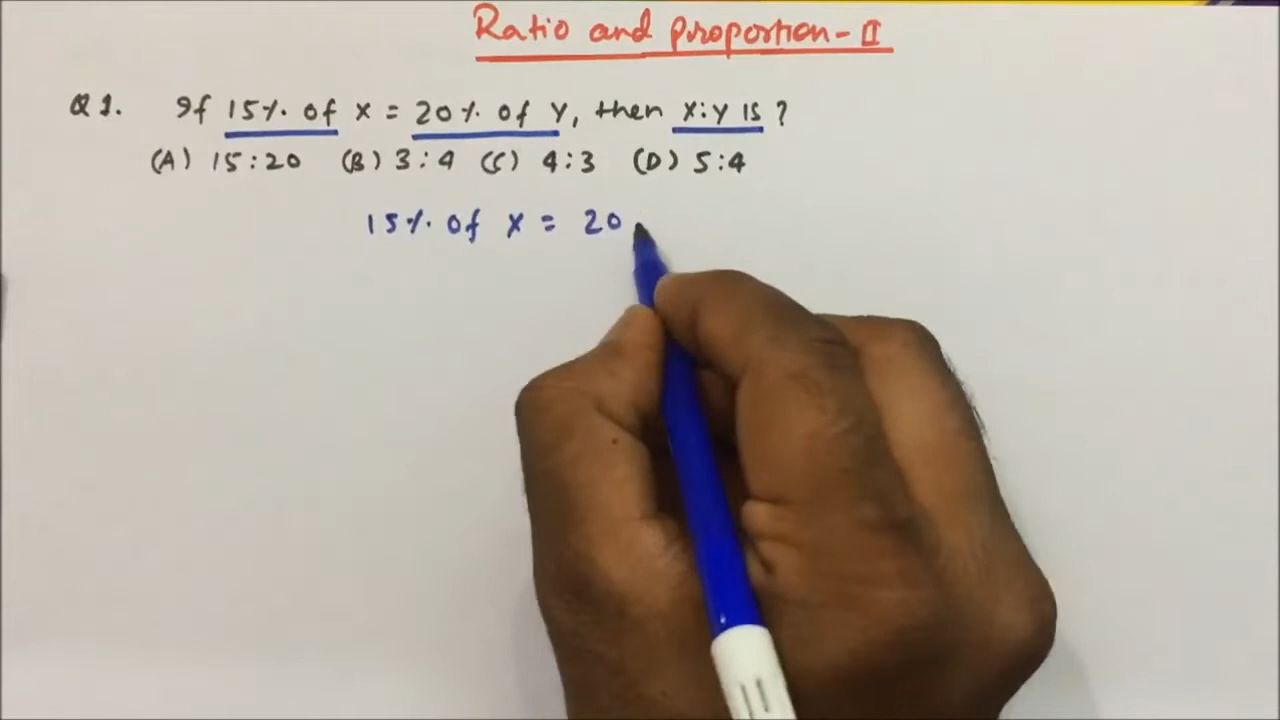 Ratio and proportion - II
Q 1. If 15% of X = 20% of Y, then X:Y IS ?
(A) 15:20 (B) 3:4 (C) 4:3 (D) 5:4
15% of X = 20